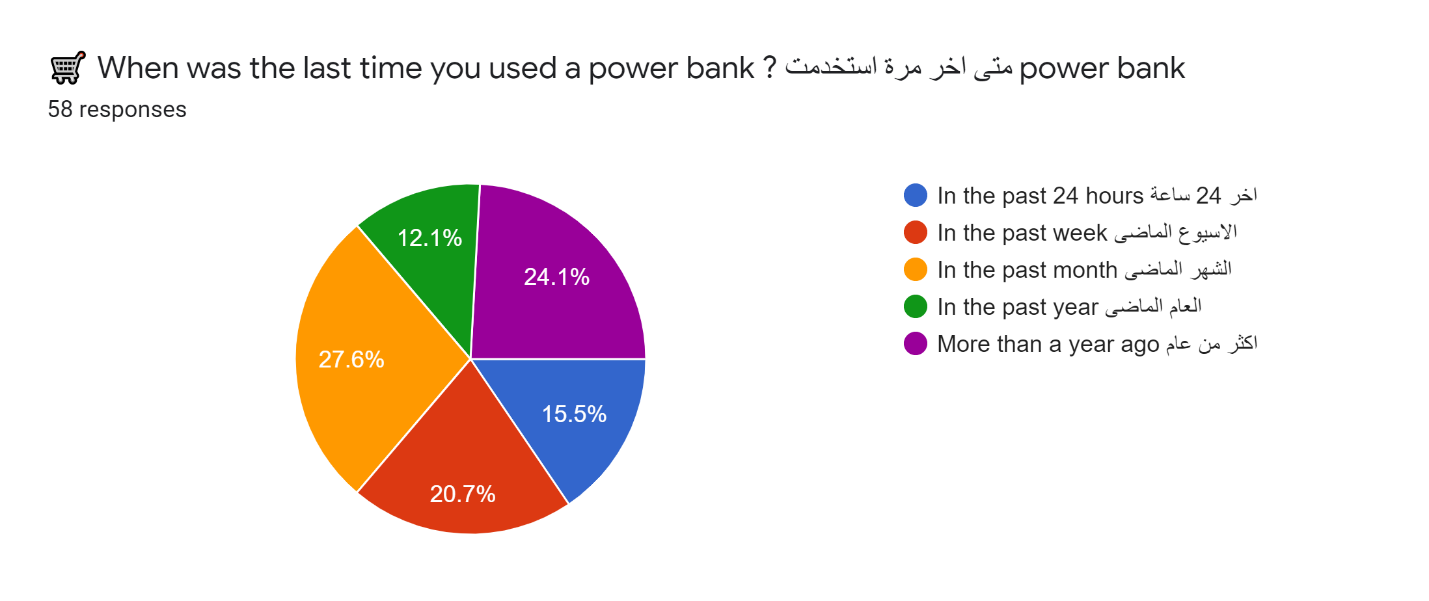 🛒 When was the last time you used a power bank ? متى اخر مرة استخدمت power bank
58 responses
12.1%
24.1%
27.6%
15.5%
20.7%
In the past 24 hours اخر 24 ساعة
In the past week الاسبوع الماضى
In the past month الشهر الماضى
In the past year العام الماضى
More than a year ago اكثر من عام